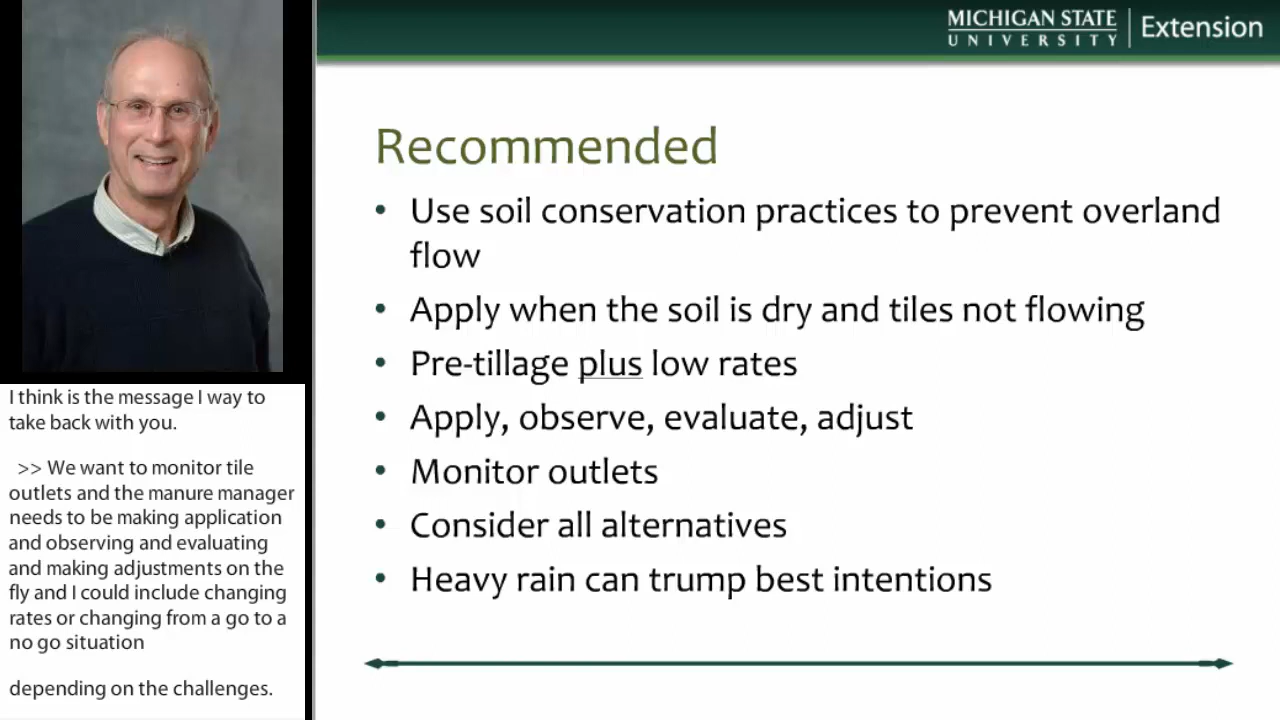 MICHIGAN STATE
UNIVERSITY
Extension
Recommended
• Use soil conservation practices to prevent overland
flow
• Apply when the soil is dry and tiles not flowing
• Pre-tillage plus low rates
• Apply, observe, evaluate, adjust
• Monitor outlets
• Consider all alternatives
• Heavy rain can trump best intentions
I think is the message I way to
take back with you.
>> We want to monitor tile
outlets and the manure manager
needs to be making application
and observing and evaluating
and making adjustments on the
fly and I could include changing
rates or changing from a go to a
no go situation
depending on the challenges.